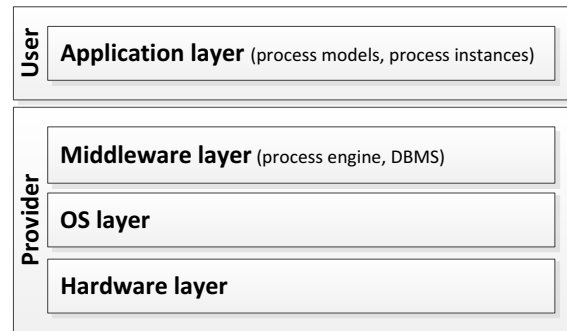 User
Application layer (process models, process instances)
Provider
Middleware layer (process engine, DBMS)
OS layer
Hardware layer